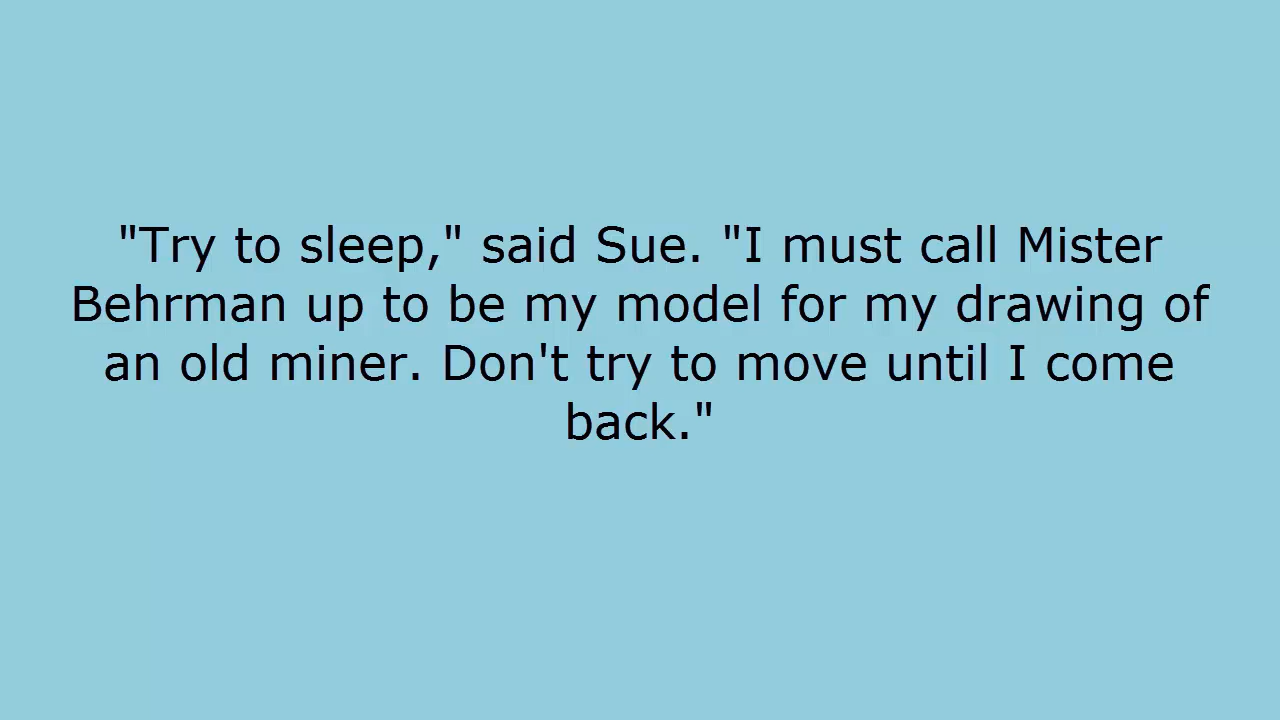 "Try to sleep," said Sue. "I must call Mister
Behrman up to be my model for my drawing of
an old miner. Don't try to move until I come
back."